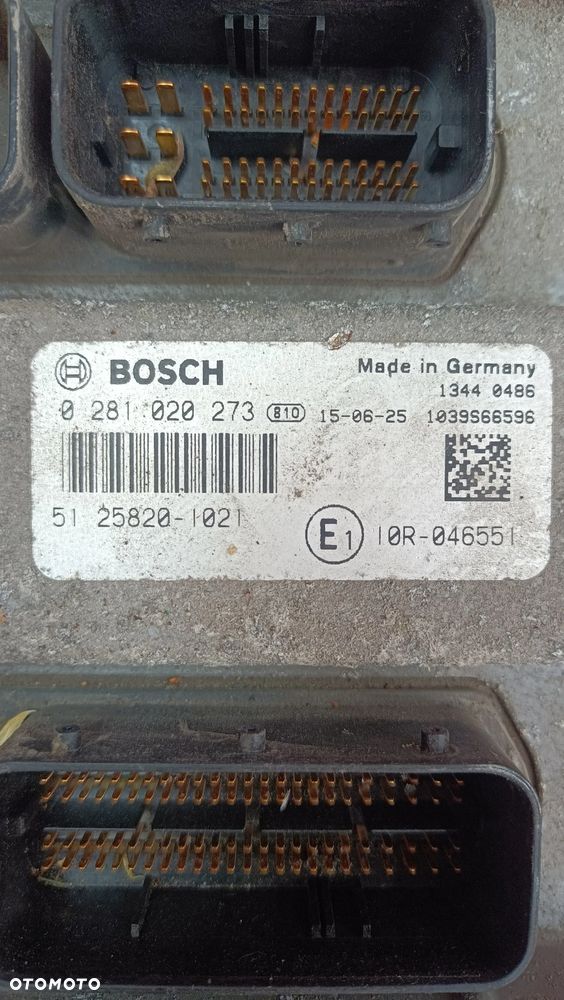 BOSCH
Made in Germany
1344 0486
0 281 020 273 810 15-06-25 1039S66596
51 25820-1021
E1 10R-046551
OTOMOTO